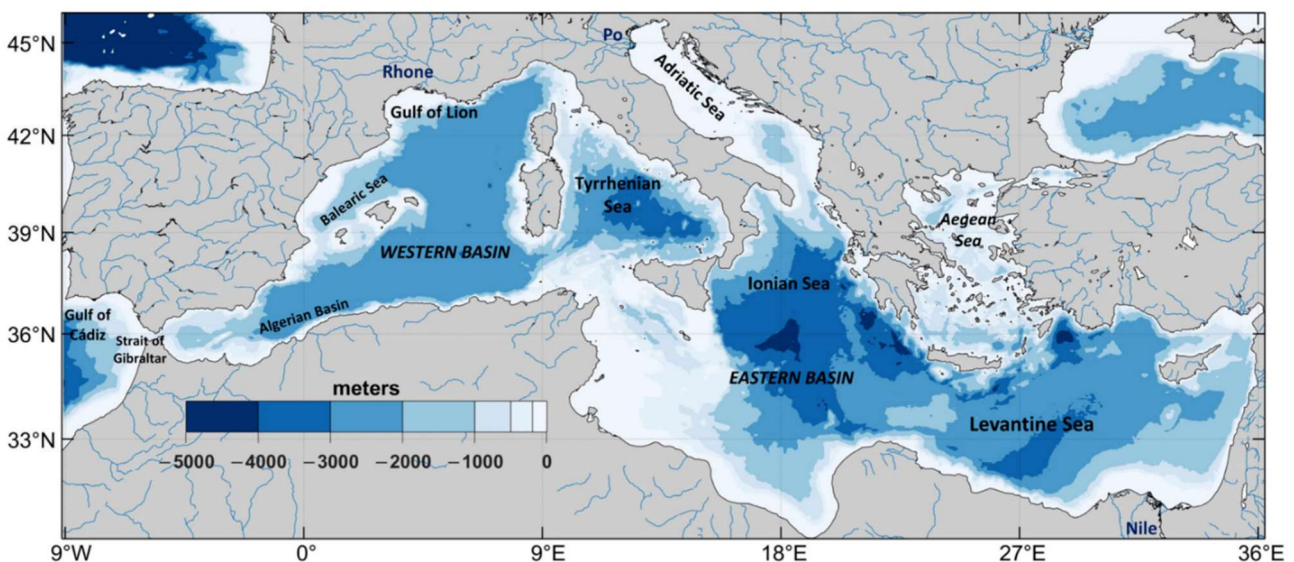 45°N
42°N
39°N
36°N
33°N
Po
Rhone
Adriatic Sea
Gulf of Lion
Balearic Sea
Tyrrhenian
Sea
Aegean
Sea
WESTERN BASIN
Ionian Sea
Algerian Basin
Gulf of
Cádiz
Strait of
Gibraltar
EASTERN BASIN
Levantine Sea
meters
−5000 −4000 −3000 −2000 −1000 0
Nile
9°W 0° 9°E 18°E 27°E 36°E